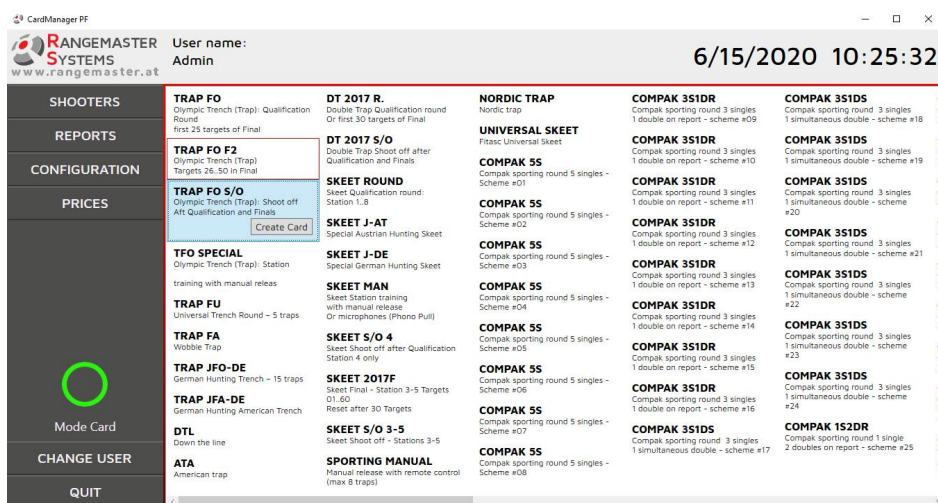 CardManager PF
RANGEMASTER
SYSTEMS
www.rangemaster.at
User name:
Admin
6/15/2020 10:25:32
SHOOTERS
REPORTS
CONFIGURATION
PRICES
Mode Card
CHANGE USER
QUIT
TRAP FO
Olympic Trench (Trap): Qualification
Round
first 25 targets of Final
TRAP FO F2
Olympic Trench (Trap)
Targets 26..50 in Final
TRAP FO S/O
Olympic Trench (Trap): Shoot off
Aft Qualification and Finals
Create Card
TFO SPECIAL
Olympic Trench (Trap): Station
training with manual releas
TRAP FU
Universal Trench Round – 5 traps
TRAP FA
Wobble Trap
TRAP JFO-DE
German Hunting Trench – 15 traps
TRAP JFA-DE
German Hunting American Trench
DTL
Down the line
ATA
American trap
DT 2017 R.
Double Trap Qualification round
Or first 30 targets of Final
DT 2017 S/O
Double Trap Shoot off after
Qualification and Finals
SKEET ROUND
Skeet Qualification round:
Station 1..8
SKEET J-AT
Special Austrian Hunting Skeet
SKEET J-DE
Special German Hunting Skeet
SKEET MAN
Skeet Station training
with manual release
Or microphones (Phono Pull)
SKEET S/O 4
Skeet Shoot off after Qualification
Station 4 only
SKEET 2017F
Skeet Final - Station 3-5 Targets
01..60
Reset after 30 Targets
SKEET S/O 3-5
Skeet Shoot off - Stations 3-5
SPORTING MANUAL
Manual release with remote control
(max 8 traps)
NORDIC TRAP
Nordic trap
UNIVERSAL SKEET
Fitasc Universal Skeet
COMPAK 5S
Compak sporting round 5 singles -
Scheme #01
COMPAK 5S
Compak sporting round 5 singles -
Scheme #02
COMPAK 5S
Compak sporting round 5 singles -
Scheme #03
COMPAK 5S
Compak sporting round 5 singles -
Scheme #04
COMPAK 5S
Compak sporting round 5 singles -
Scheme #05
COMPAK 5S
Compak sporting round 5 singles -
Scheme #06
COMPAK 5S
Compak sporting round 5 singles -
Scheme #07
COMPAK 5S
Compak sporting round 5 singles -
Scheme #08
COMPAK 3S1DR
Compak sporting round 3 singles
1 double on report - scheme #09
COMPAK 3S1DR
Compak sporting round 3 singles
1 double on report - scheme #10
COMPAK 3S1DR
Compak sporting round 3 singles
1 double on report - scheme #11
COMPAK 3S1DR
Compak sporting round 3 singles
1 double on report - scheme #12
COMPAK 3S1DR
Compak sporting round 3 singles
1 double on report - scheme #13
COMPAK 3S1DR
Compak sporting round 3 singles
1 double on report - scheme #14
COMPAK 3S1DR
Compak sporting round 3 singles
1 double on report - scheme #15
COMPAK 3S1DR
Compak sporting round 3 singles
1 double on report - scheme #16
COMPAK 3S1DS
Compak sporting round 3 singles
1 simultaneous double - scheme #17
COMPAK 3S1DS
Compak sporting round 3 singles
1 simultaneous double - scheme #18
COMPAK 3S1DS
Compak sporting round 3 singles
1 simultaneous double - scheme #19
COMPAK 3S1DS
Compak sporting round 3 singles
1 simultaneous double - scheme
#20
COMPAK 3S1DS
Compak sporting round 3 singles
1 simultaneous double - scheme #21
COMPAK 3S1DS
Compak sporting round 3 singles
1 simultaneous double - scheme
#22
COMPAK 3S1DS
Compak sporting round 3 singles
1 simultaneous double - scheme
#23
COMPAK 3S1DS
Compak sporting round 3 singles
1 simultaneous double - scheme
#24
COMPAK 1S2DR
Compak sporting round 1 single
2 doubles on report - scheme #25